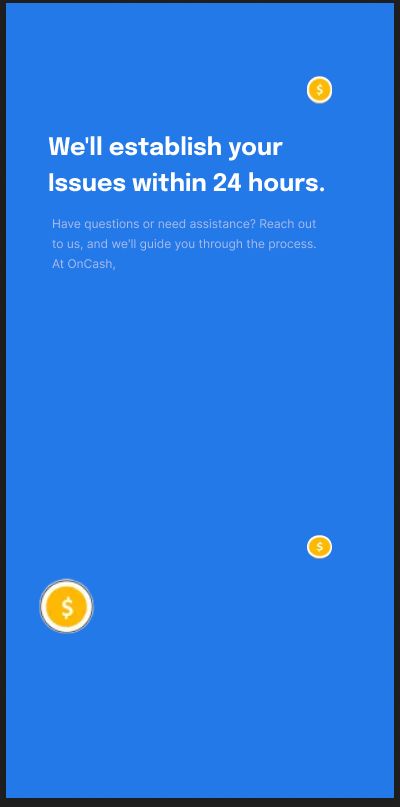 $
We'll establish your
Issues within 24 hours.
Have questions or need assistance? Reach out
to us, and we'll guide you through the process.
At OnCash,
$
$